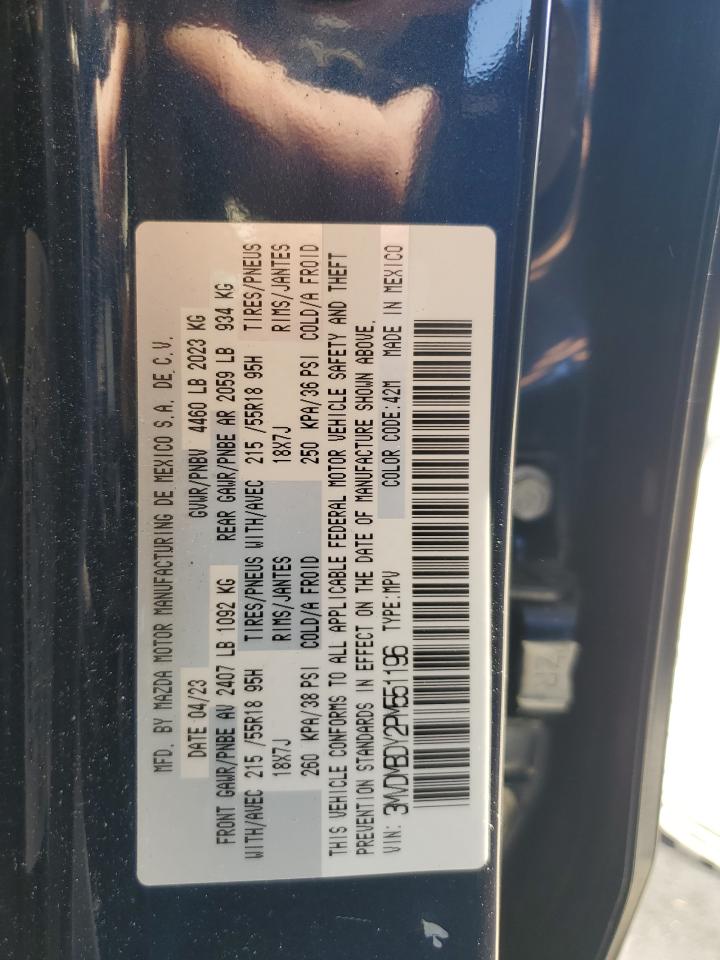 MFD. BY MAZDA MOTOR MANUFACTURING DE MEXICO S.A. DE C.V.
DATE 04/23 GVWR/PNBV 4460 LB 2023 KG
FRONT GAWR/PNBE AV 2407 LB 1092 KG REAR GAWR/PNBE AR 2059 LB 934 KG
WITH/AVEC 215 /55R18 95H TIRES/PNEUS WITH/AVEC 215 /55R18 95H TIRES/PNEUS
18X7J RIMS/JANTES 18X7J RIMS/JANTES
260 KPA/38 PSI COLD/A FROID 250 KPA/36 PSI COLD/A FROID
THIS VEHICLE CONFORMS TO ALL APPLICABLE FEDERAL MOTOR VEHICLE SAFETY AND THEFT
PREVENTION STANDARDS IN EFFECT ON THE DATE OF MANUFACTURE SHOWN ABOVE.
VIN: 3MVDMBDY2PM551196 TYPE:MPV COLOR CODE:42M MADE IN MEXICO